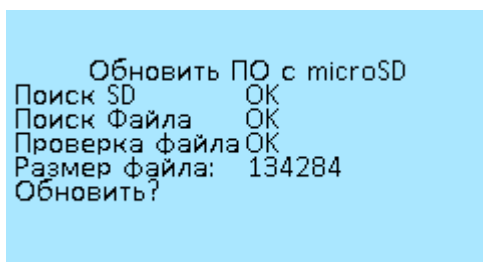 Обновить ПО с microSD
Поиск SD OK
Поиск Файла OK
Проверка файла OK
Размер файла: 134284
Обновить?